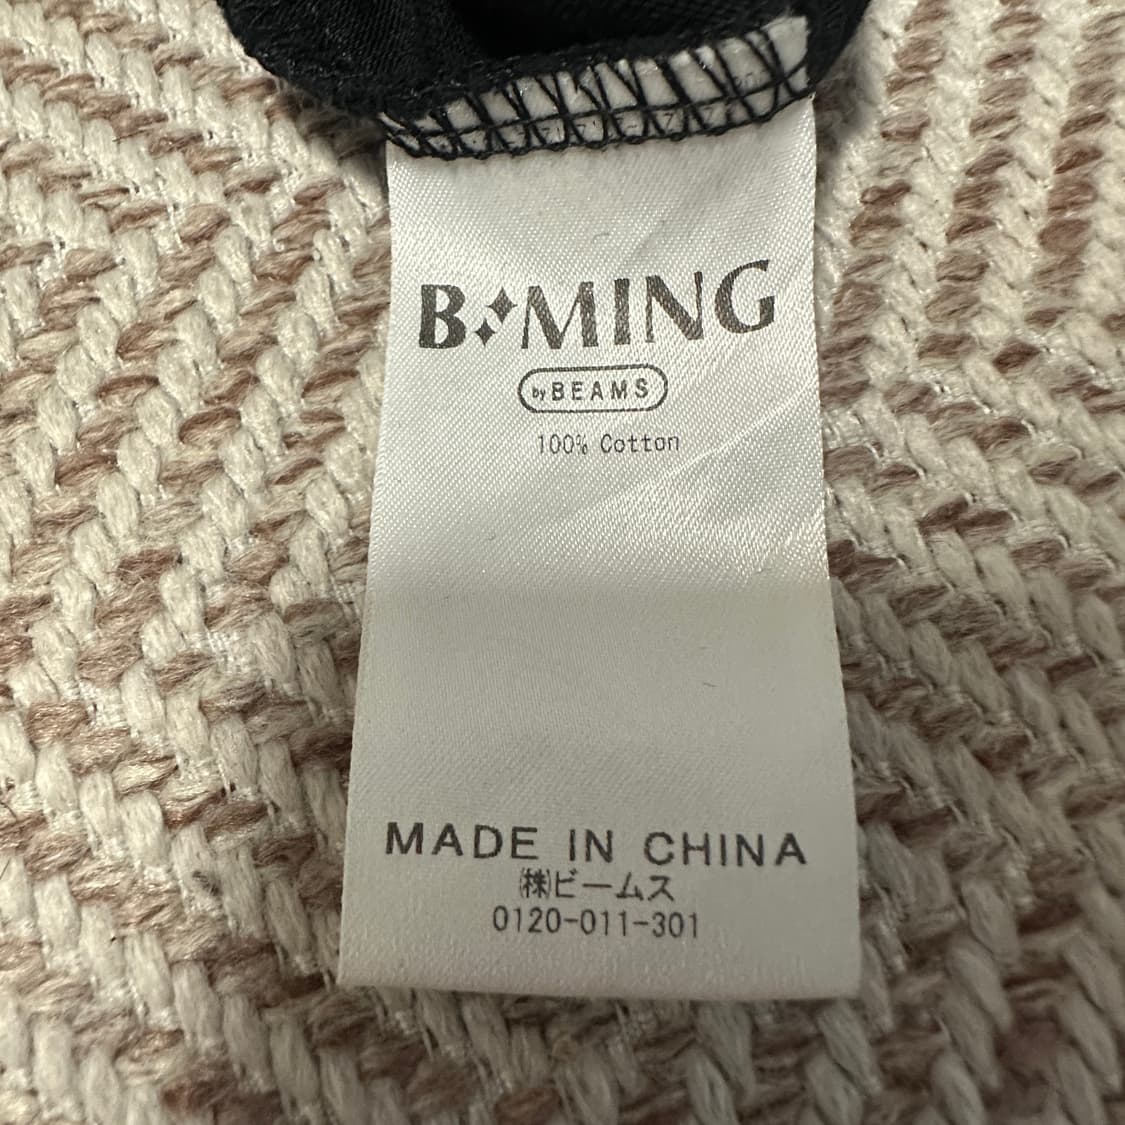 B:MING
by BEAMS
100% Cotton
MADE IN CHINA
㈱ビームス
0120-011-301